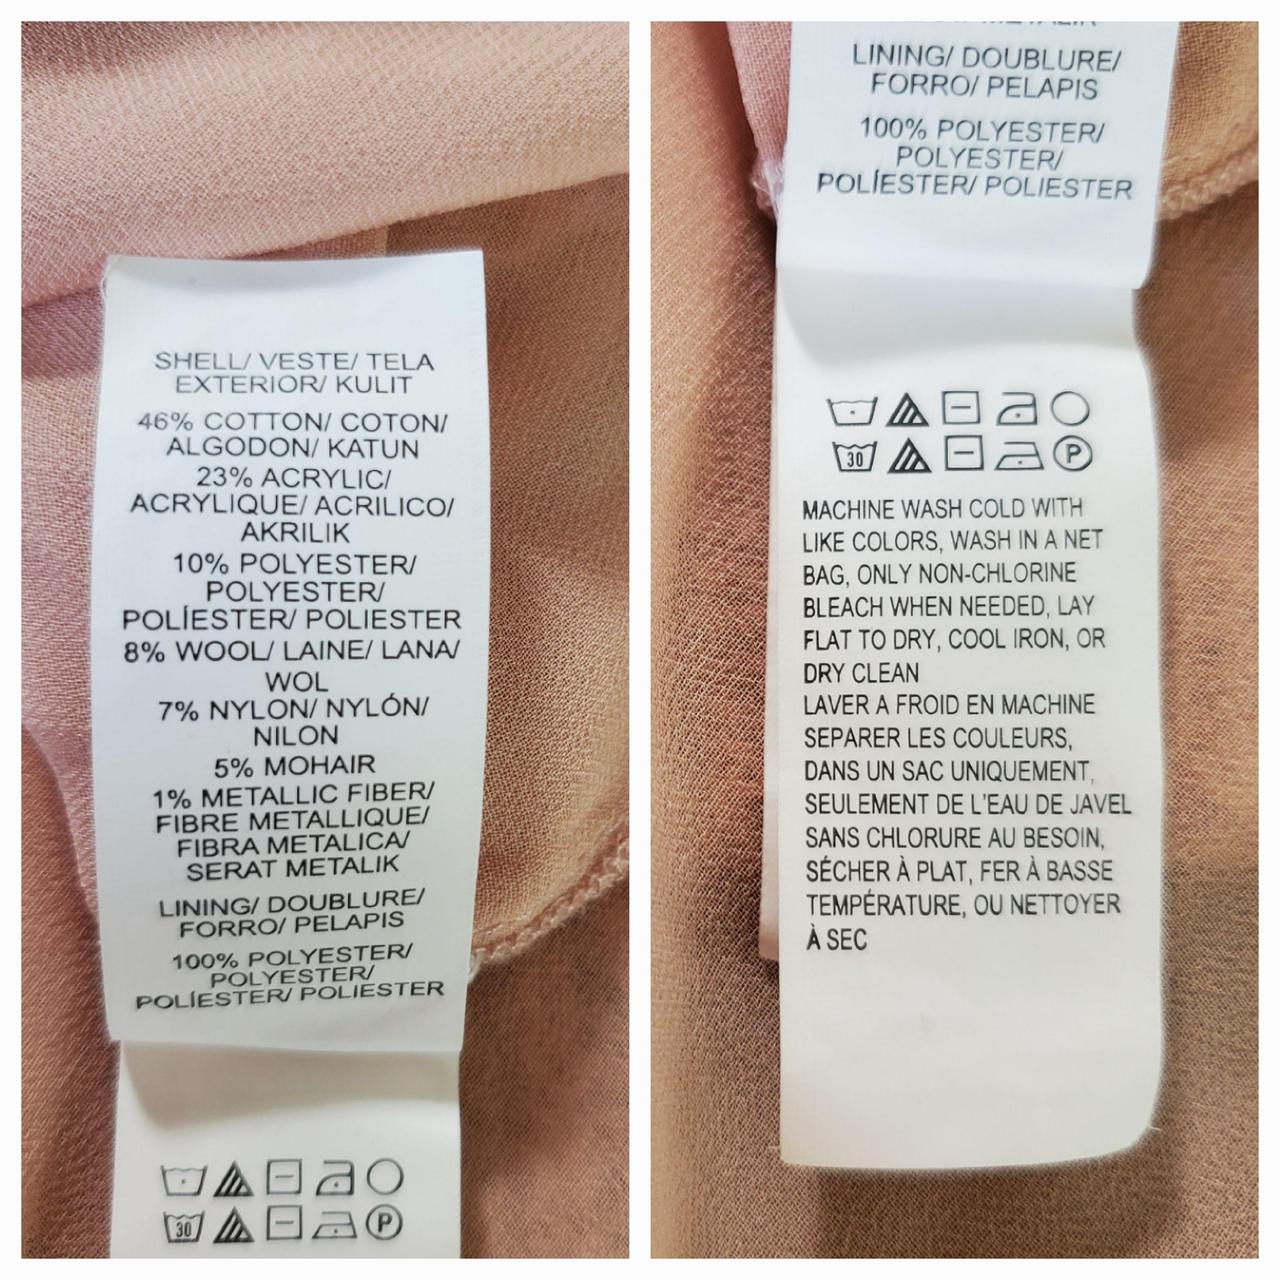 SHELL/ VESTE/ TELA
EXTERIOR/ KULIT
46% COTTON/ COTON/
ALGODON/ KATUN
23% ACRYLIC/
ACRYLIQUE/ ACRILICO/
AKRILIK
10% POLYESTER/
POLYESTER/
POLÍESTER/ POLIESTER
8% WOOL/ LAINE/ LANA/
WOL
7% NYLON/ NYLÓN/
NILON
5% MOHAIR
1% METALLIC FIBER/
FIBRE METALLIQUE/
FIBRA METALICA/
SERAT METALIK
LINING/ DOUBLURE/
FORRO/ PELAPIS
100% POLYESTER/
POLYESTER/
POLÍESTER/ POLIESTER
30 P
LINING/ DOUBLURE/
FORRO/ PELAPIS
100% POLYESTER/
POLYESTER/
POLÍESTER/ POLIESTER
30 P
MACHINE WASH COLD WITH
LIKE COLORS, WASH IN A NET
BAG, ONLY NON-CHLORINE
BLEACH WHEN NEEDED, LAY
FLAT TO DRY, COOL IRON, OR
DRY CLEAN
LAVER A FROID EN MACHINE
SEPARER LES COULEURS,
DANS UN SAC UNIQUEMENT,
SEULEMENT DE L'EAU DE JAVEL
SANS CHLORURE AU BESOIN,
SÉCHER À PLAT, FER À BASSE
TEMPÉRATURE, OU NETTOYER
À SEC